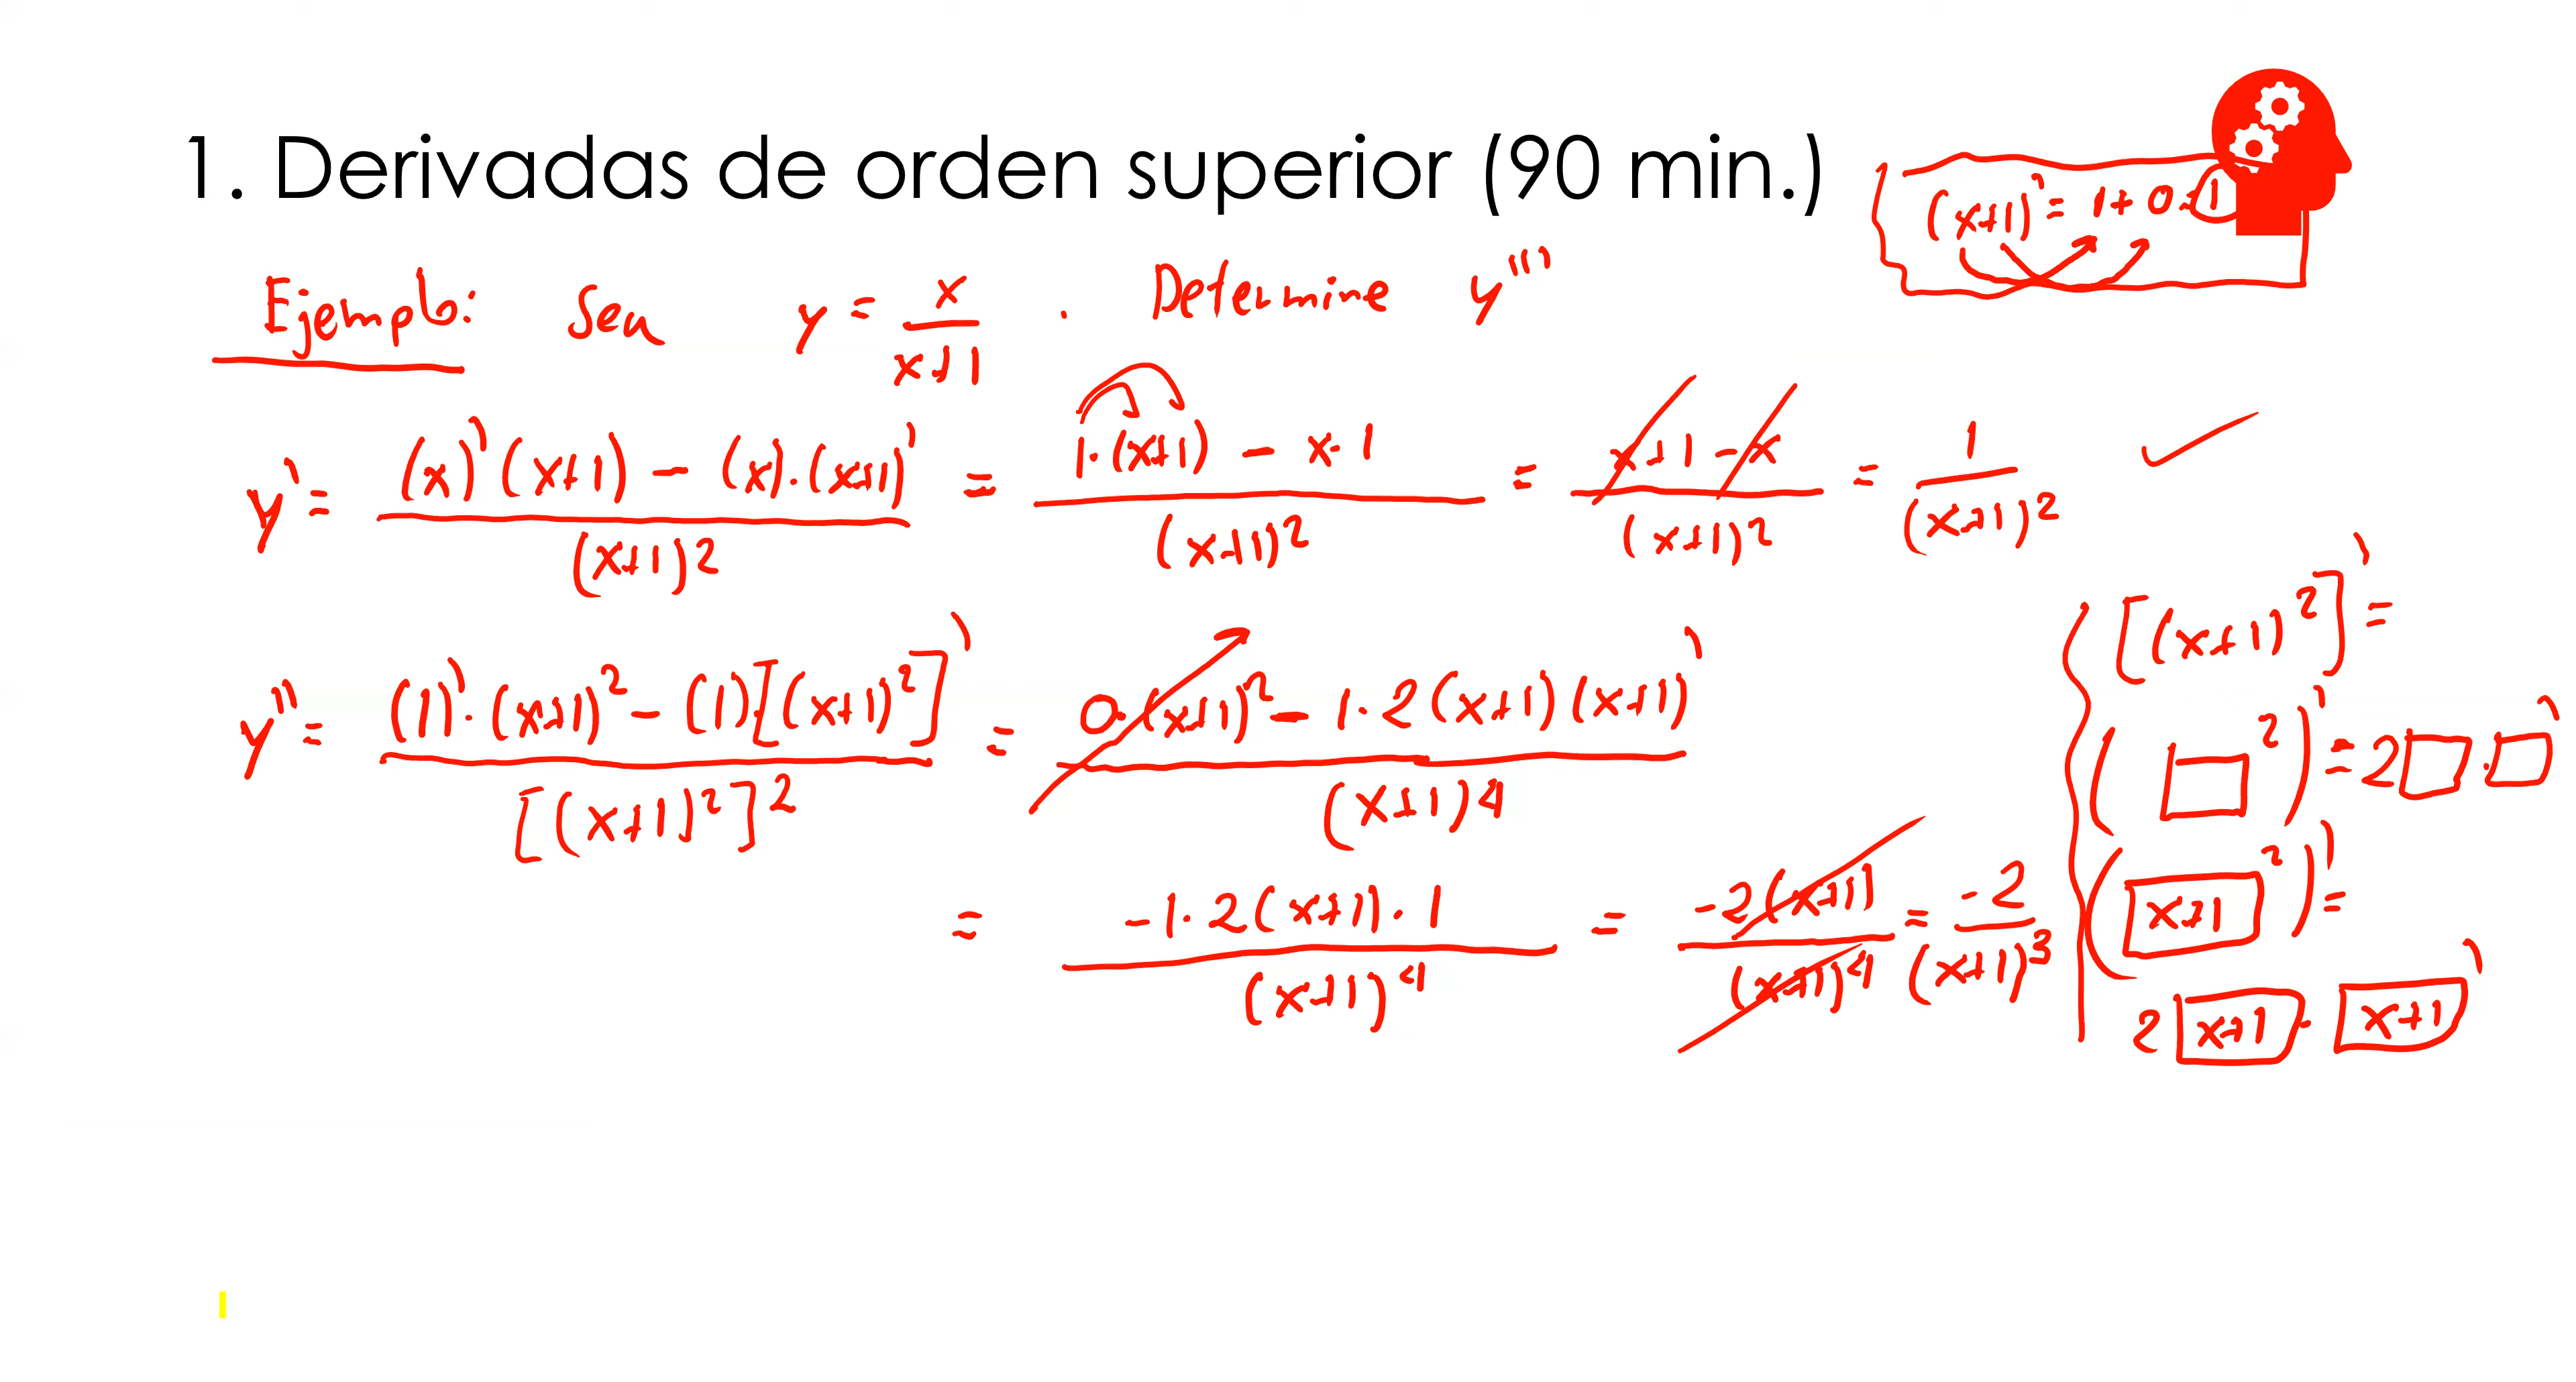 1. Derivadas de orden superior (90 min.)
(x+1)' = 1 + 0 = 1
Ejemplo: Sea y = x/(x+1) . Determine y'''
y' = ((x)'(x+1) − (x)·(x+1)')/(x+1)² = (1·(x+1) − x·1)/(x+1)² = (x+1−x)/(x+1)² = 1/(x+1)² ✓
y'' = ((1)'·(x+1)² − (1)·[(x+1)²]')/[(x+1)²]² = (0·(x+1)² − 1·2(x+1)(x+1)')/(x+1)⁴
= (−1·2(x+1)·1)/(x+1)⁴ = (−2(x+1))/(x+1)⁴ = −2/(x+1)³
[(x+1)²]' =
(□²)' = 2□·□'
(x+1²)' =
2 x+1 · x+1'